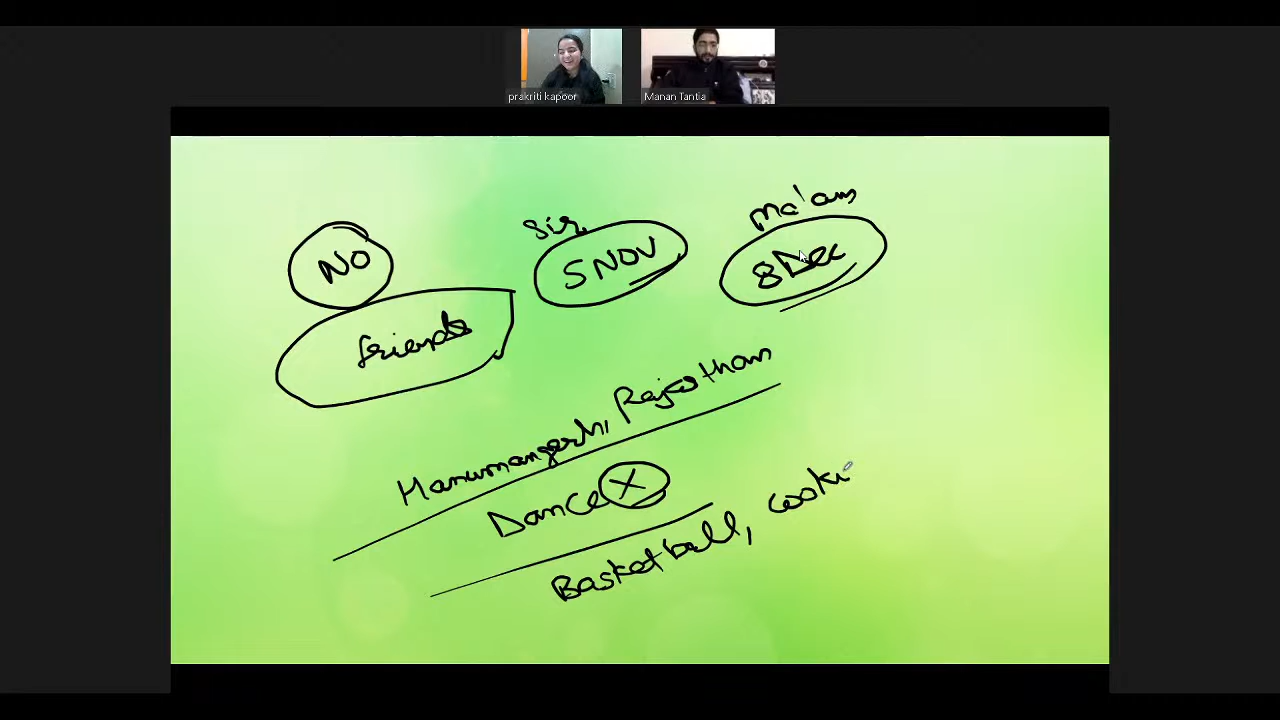 prakriti kapoor
Manan Tantia
Sir
Ma'am
NO
5 NOV
8 Dec
friends
Hanumangarh, Rajasthan
Dance X
Basketball, cooki